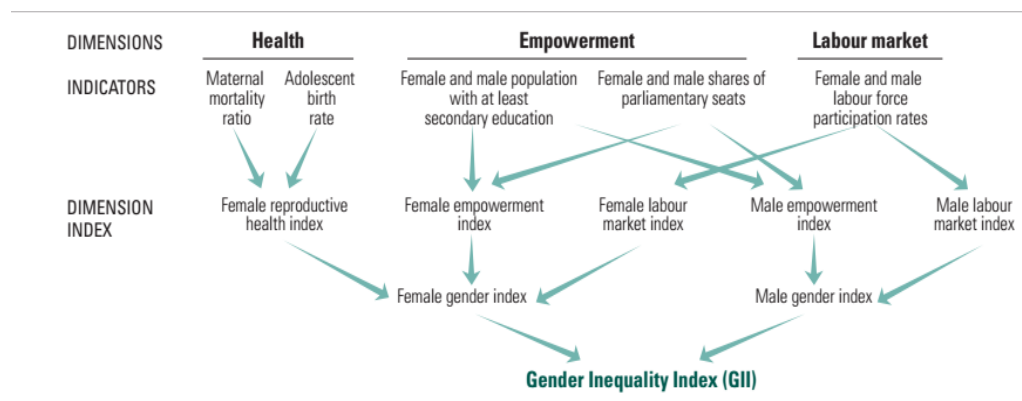 DIMENSIONS
Health
Empowerment
Labour market
INDICATORS
Maternal
mortality
ratio
Adolescent
birth
rate
Female and male population
with at least
secondary education
Female and male shares of
parliamentary seats
Female and male
labour force
participation rates
DIMENSION
INDEX
Female reproductive
health index
Female empowerment
index
Female labour
market index
Male empowerment
index
Male labour
market index
Female gender index
Male gender index
Gender Inequality Index (GII)